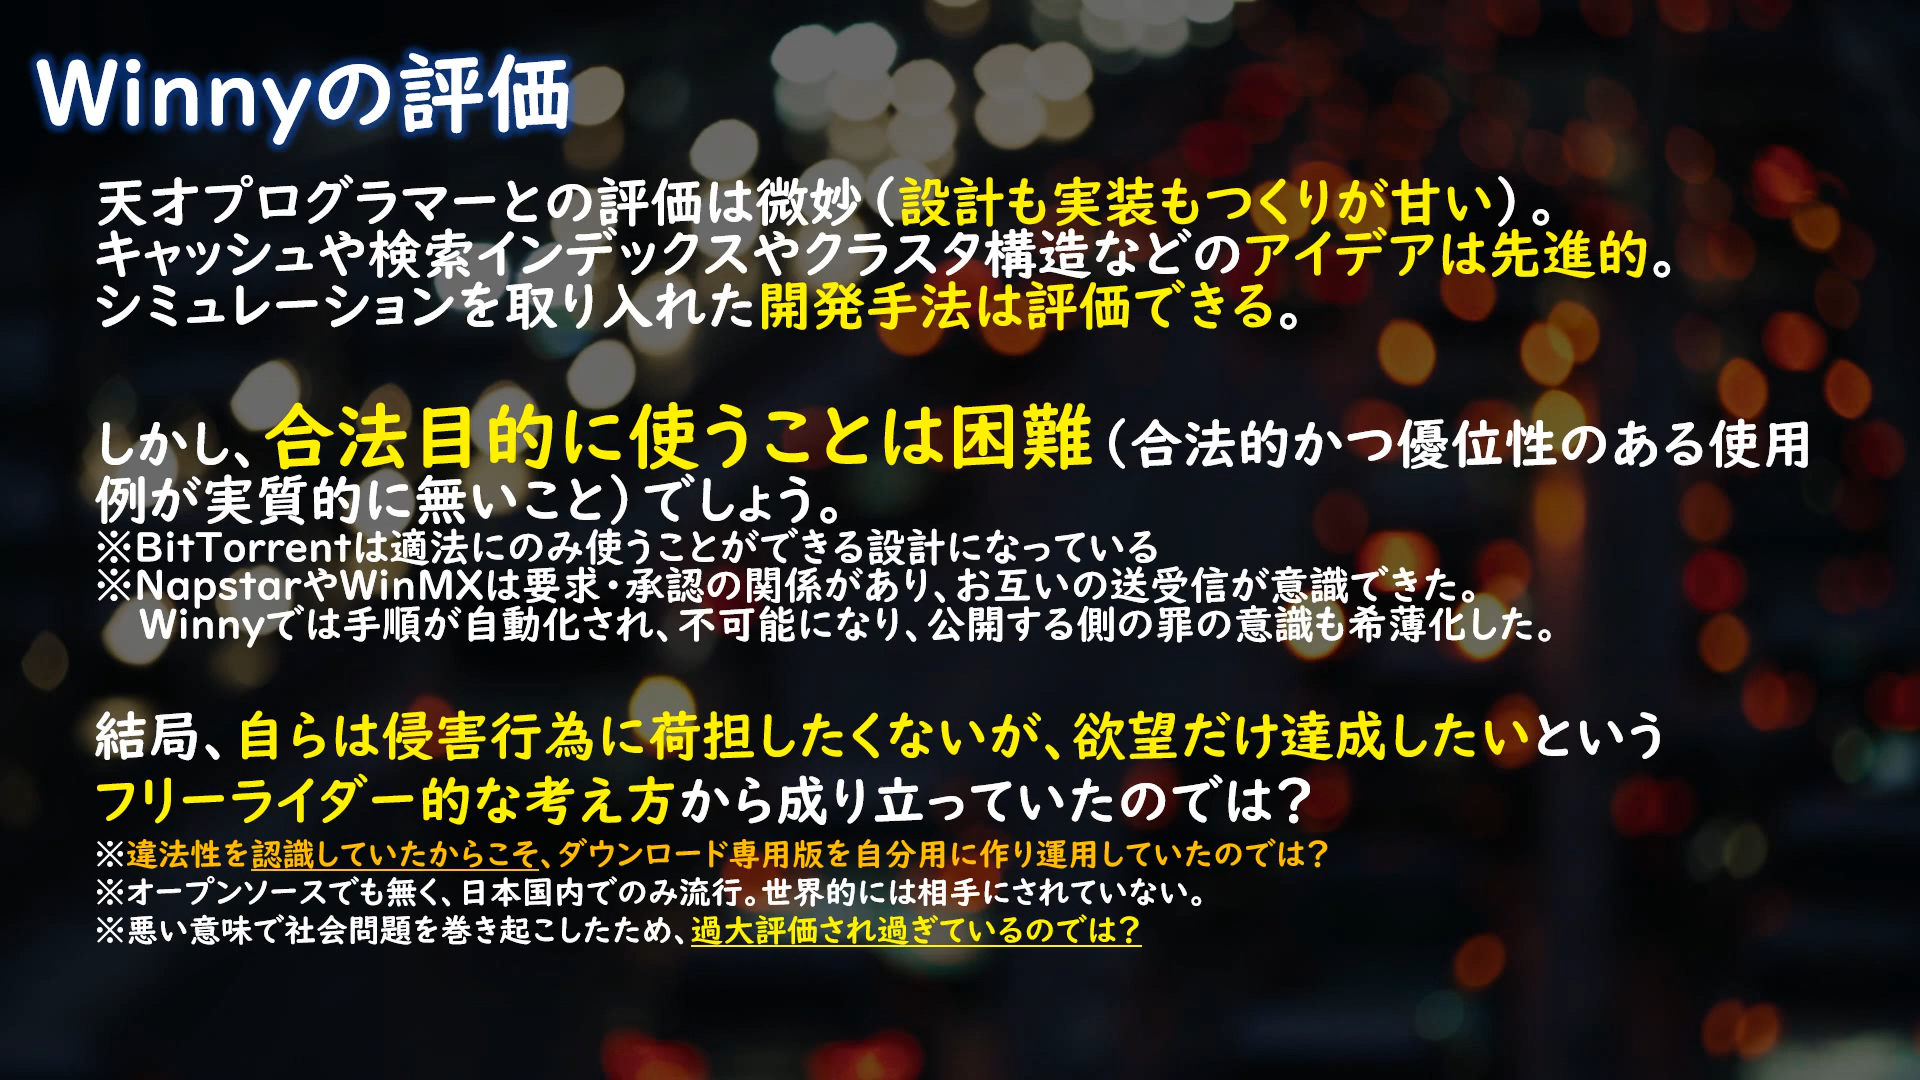 Winnyの評価
天才プログラマーとの評価は微妙（設計も実装もつくりが甘い）。
キャッシュや検索インデックスやクラスタ構造などのアイデアは先進的。
シミュレーションを取り入れた開発手法は評価できる。
しかし、合法目的に使うことは困難（合法的かつ優位性のある使用
例が実質的に無いこと）でしょう。
※BitTorrentは適法にのみ使うことができる設計になっている
※NapstarやWinMXは要求・承認の関係があり、お互いの送受信が意識できた。
Winnyでは手順が自動化され、不可能になり、公開する側の罪の意識も希薄化した。
結局、自らは侵害行為に荷担したくないが、欲望だけ達成したいという
フリーライダー的な考え方から成り立っていたのでは？
※違法性を認識していたからこそ、ダウンロード専用版を自分用に作り運用していたのでは？
※オープンソースでも無く、日本国内でのみ流行。世界的には相手にされていない。
※悪い意味で社会問題を巻き起こしたため、過大評価され過ぎているのでは？